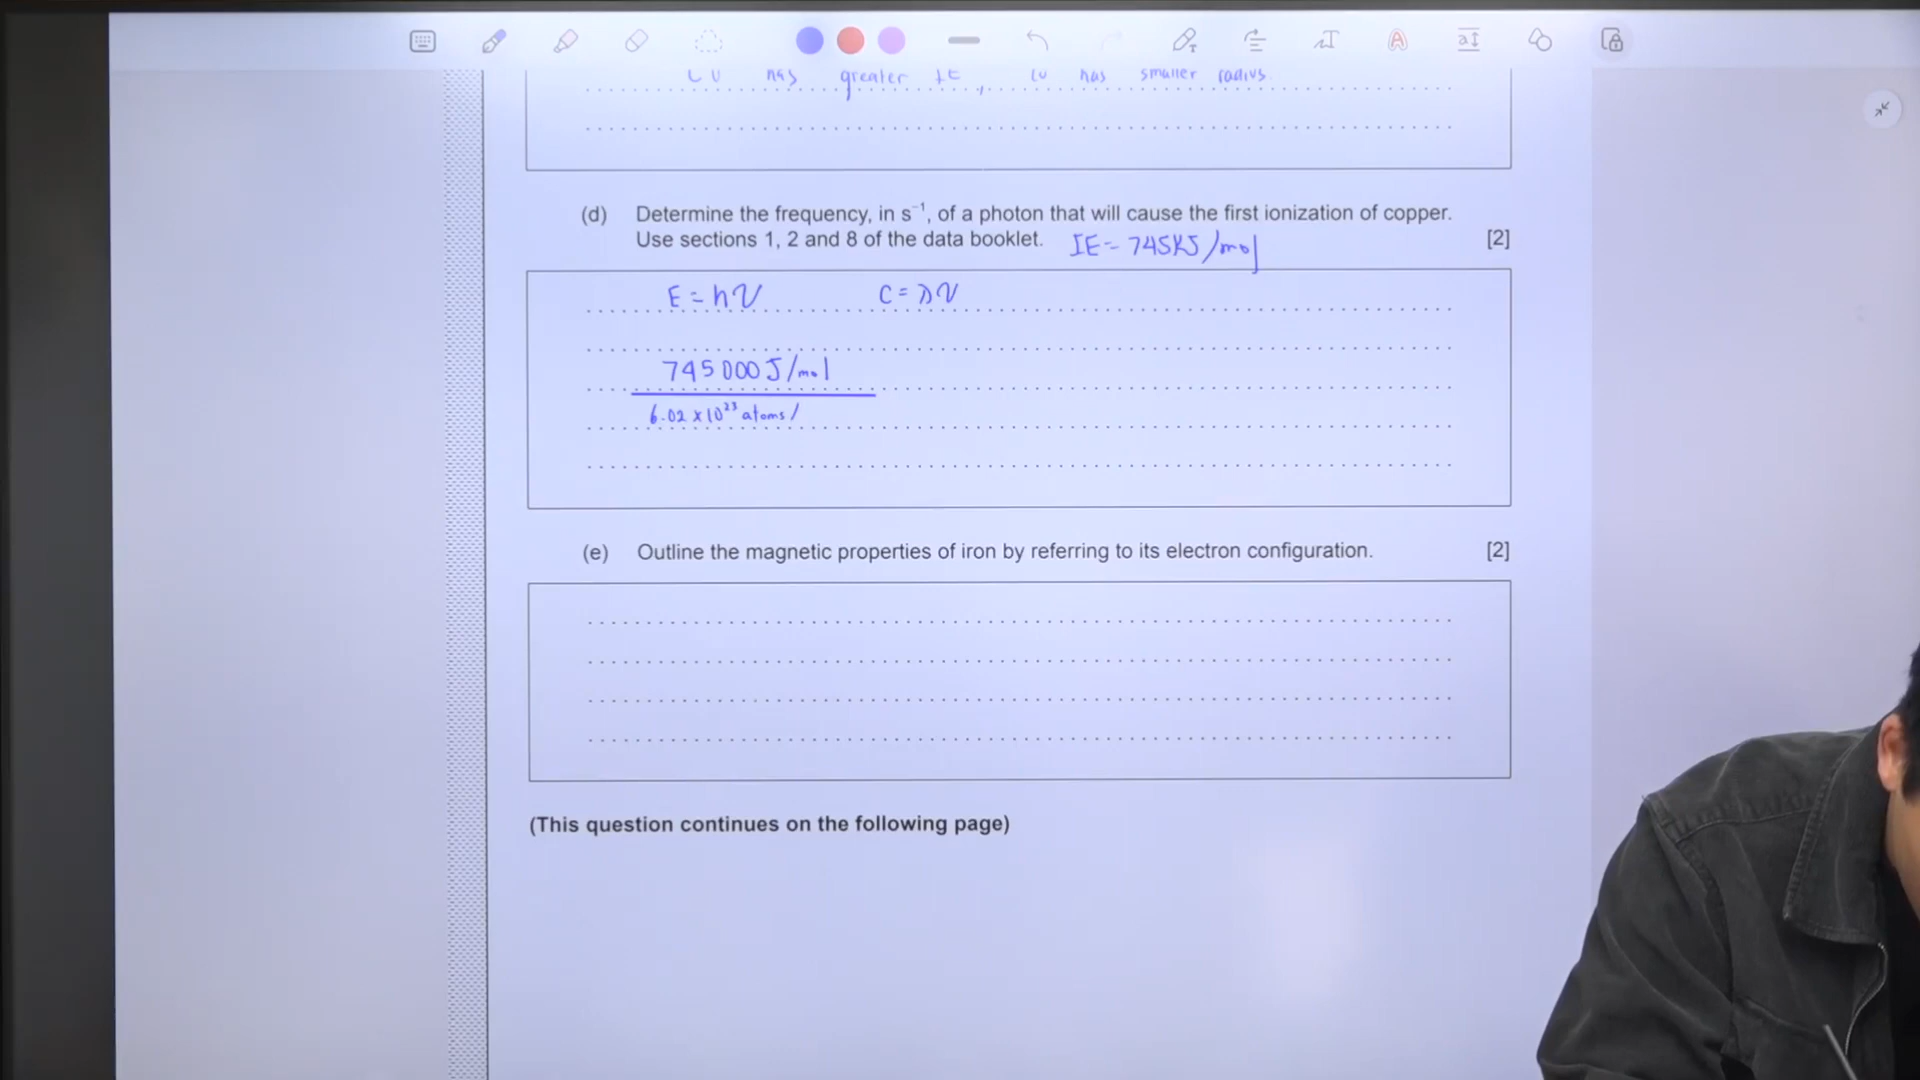 has greater IE, Cu has smaller radius
(d) Determine the frequency, in s⁻¹, of a photon that will cause the first ionization of copper.
Use sections 1, 2 and 8 of the data booklet. IE = 745KJ/mol [2]
E = hν C = λν
745 000 J/mol
6.02 x 10²³ atoms/
(e) Outline the magnetic properties of iron by referring to its electron configuration. [2]
(This question continues on the following page)